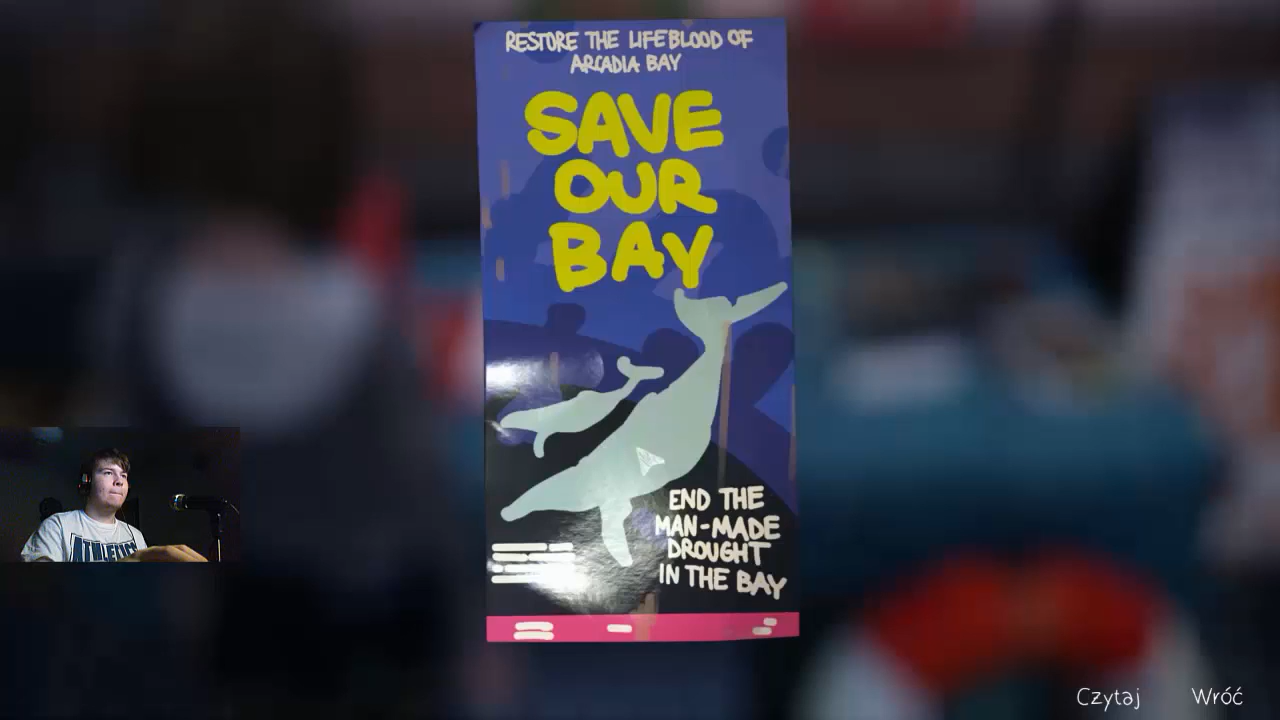 RESTORE THE LIFEBLOOD OF
ARCADIA BAY
SAVE
OUR
BAY
END THE
MAN-MADE
DROUGHT
IN THE BAY
ATHLETIC
Czytaj Wróć